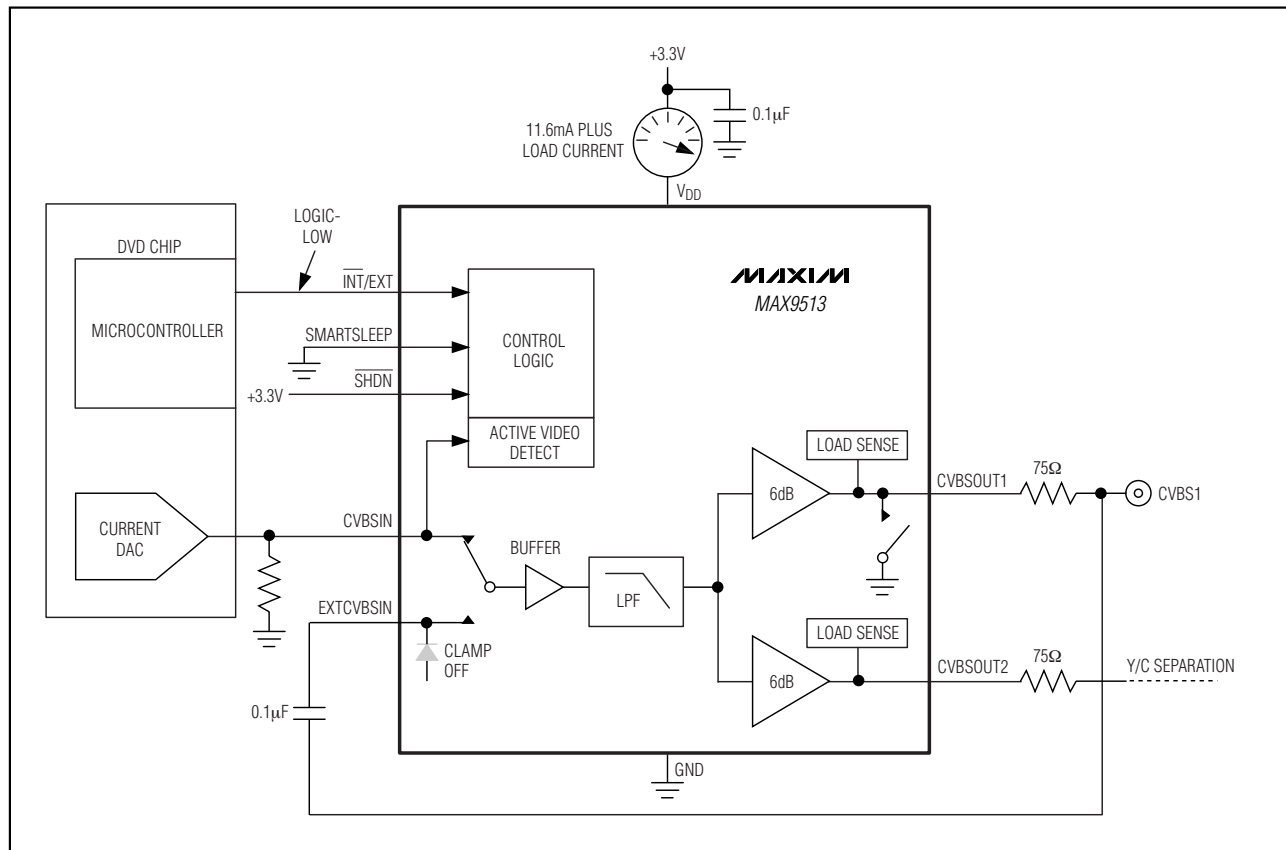 +3.3V
0.1µF
11.6mA PLUS
LOAD CURRENT
VDD
LOGIC-
LOW
DVD CHIP
MICROCONTROLLER
INT/EXT
SMARTSLEEP
+3.3V
SHDN
CONTROL
LOGIC
ACTIVE VIDEO
DETECT
MAXIM
MAX9513
LOAD SENSE
6dB
CVBSOUT1
75Ω
CVBS1
CURRENT
DAC
CVBSIN
BUFFER
LPF
EXTCVBSIN
CLAMP
OFF
0.1µF
LOAD SENSE
6dB
CVBSOUT2
75Ω
Y/C SEPARATION
GND